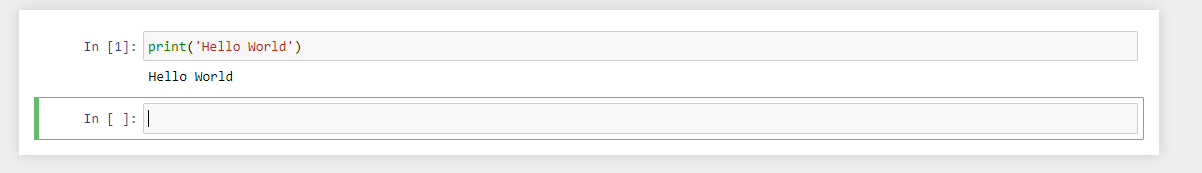 In [1]: print('Hello World')
Hello World
In [ ]: